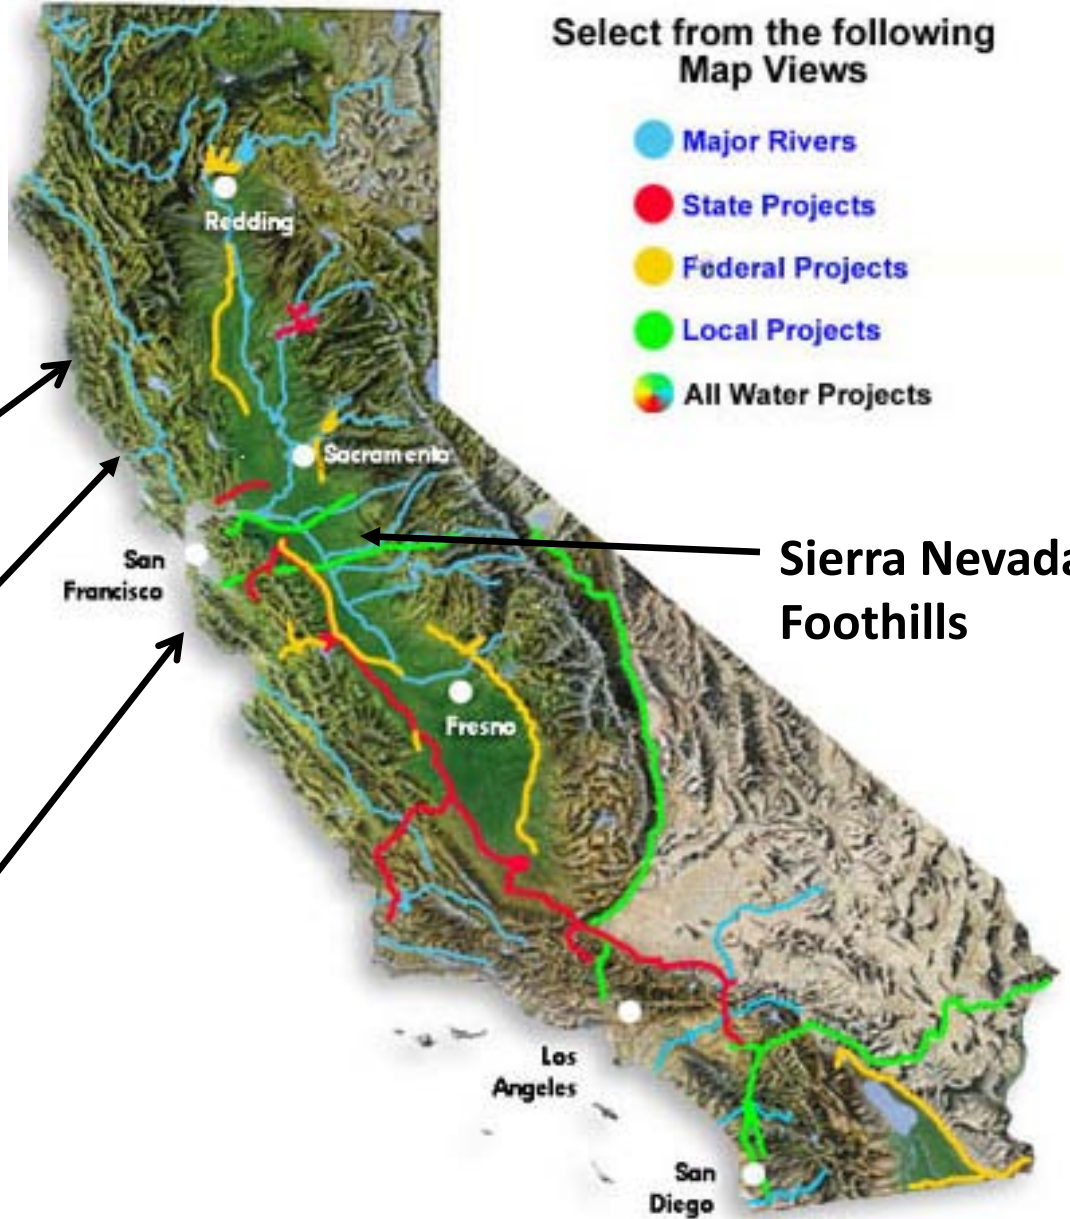 Select from the following
Map Views
Major Rivers
State Projects
Federal Projects
Local Projects
All Water Projects
Redding
Sacramento
San
Francisco
Sierra Nevada
Foothills
Fresno
Los
Angeles
San
Diego